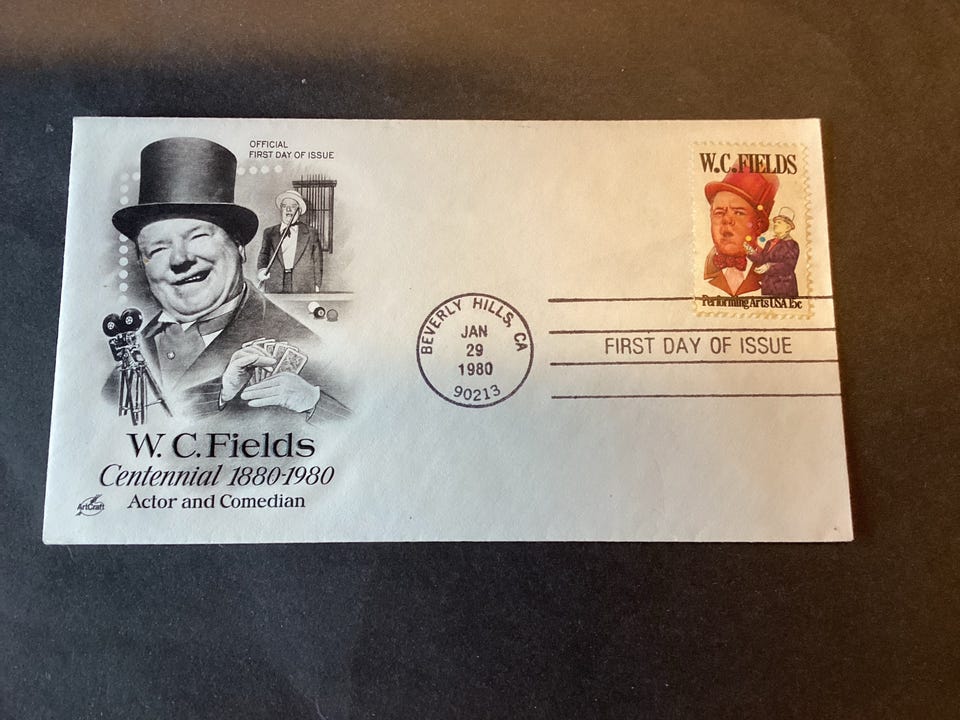 OFFICIAL
FIRST DAY OF ISSUE
W.C.FIELDS
Performing Arts USA 15c
BEVERLY HILLS, CA
JAN
29
1980
90213
FIRST DAY OF ISSUE
W. C. Fields
Centennial 1880-1980
Actor and Comedian
ArtCraft